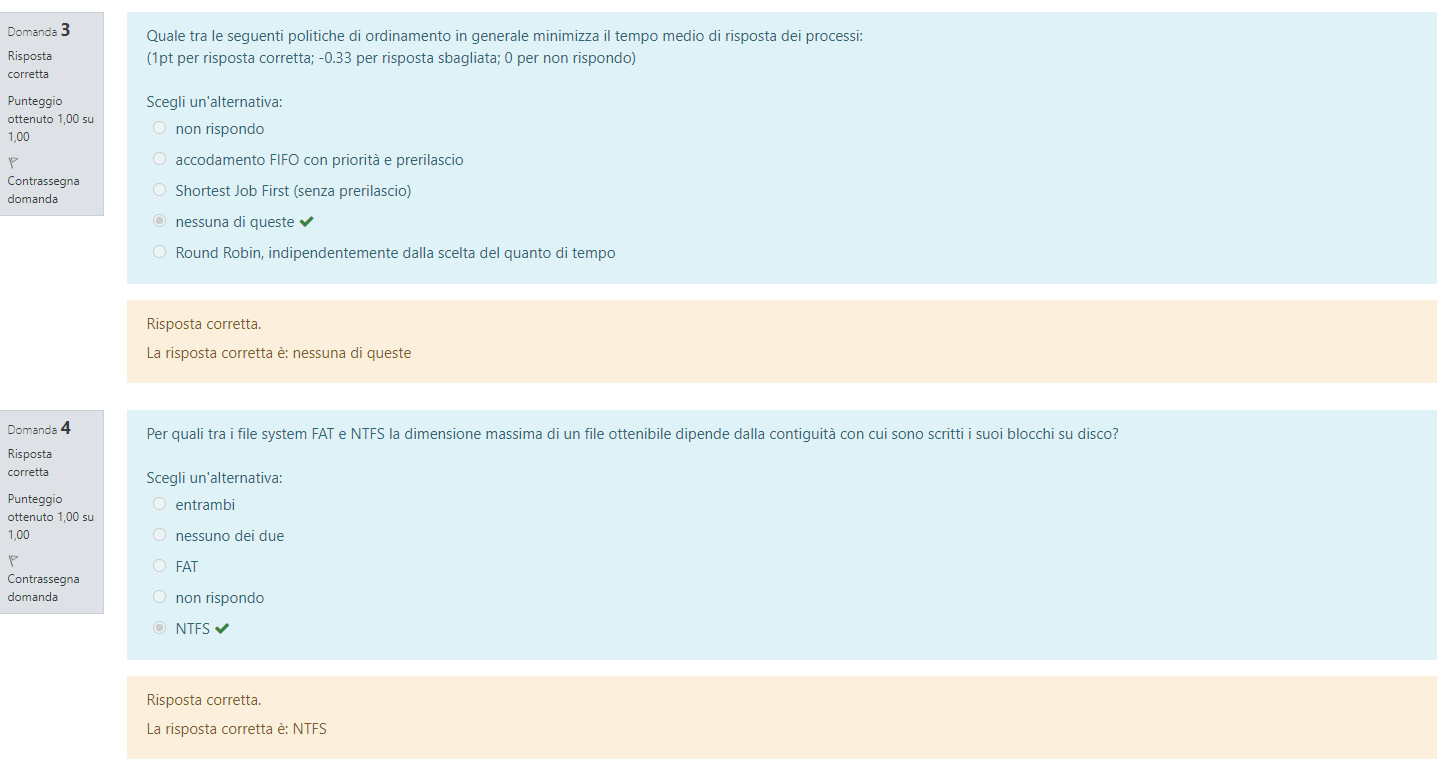 Domanda 3
Risposta
corretta
Punteggio
ottenuto 1,00 su
1,00
Contrassegna
domanda
Quale tra le seguenti politiche di ordinamento in generale minimizza il tempo medio di risposta dei processi:
(1pt per risposta corretta; -0.33 per risposta sbagliata; 0 per non rispondo)
Scegli un'alternativa:
non rispondo
accodamento FIFO con priorità e prerilascio
Shortest Job First (senza prerilascio)
nessuna di queste
Round Robin, indipendentemente dalla scelta del quanto di tempo
Risposta corretta.
La risposta corretta è: nessuna di queste
Domanda 4
Risposta
corretta
Punteggio
ottenuto 1,00 su
1,00
Contrassegna
domanda
Per quali tra i file system FAT e NTFS la dimensione massima di un file ottenibile dipende dalla contiguità con cui sono scritti i suoi blocchi su disco?
Scegli un'alternativa:
entrambi
nessuno dei due
FAT
non rispondo
NTFS
Risposta corretta.
La risposta corretta è: NTFS